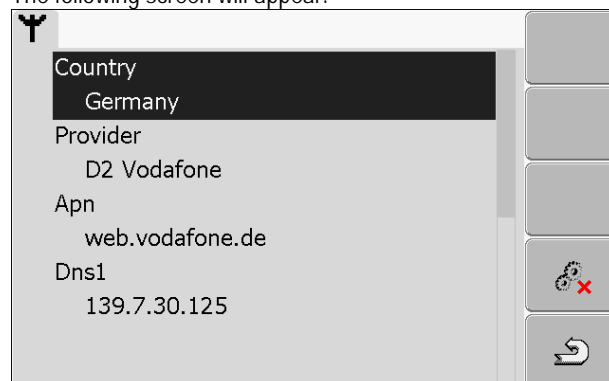 The following screen will appear:
Country
Germany
Provider
D2 Vodafone
Apn
web.vodafone.de
Dns1
139.7.30.125